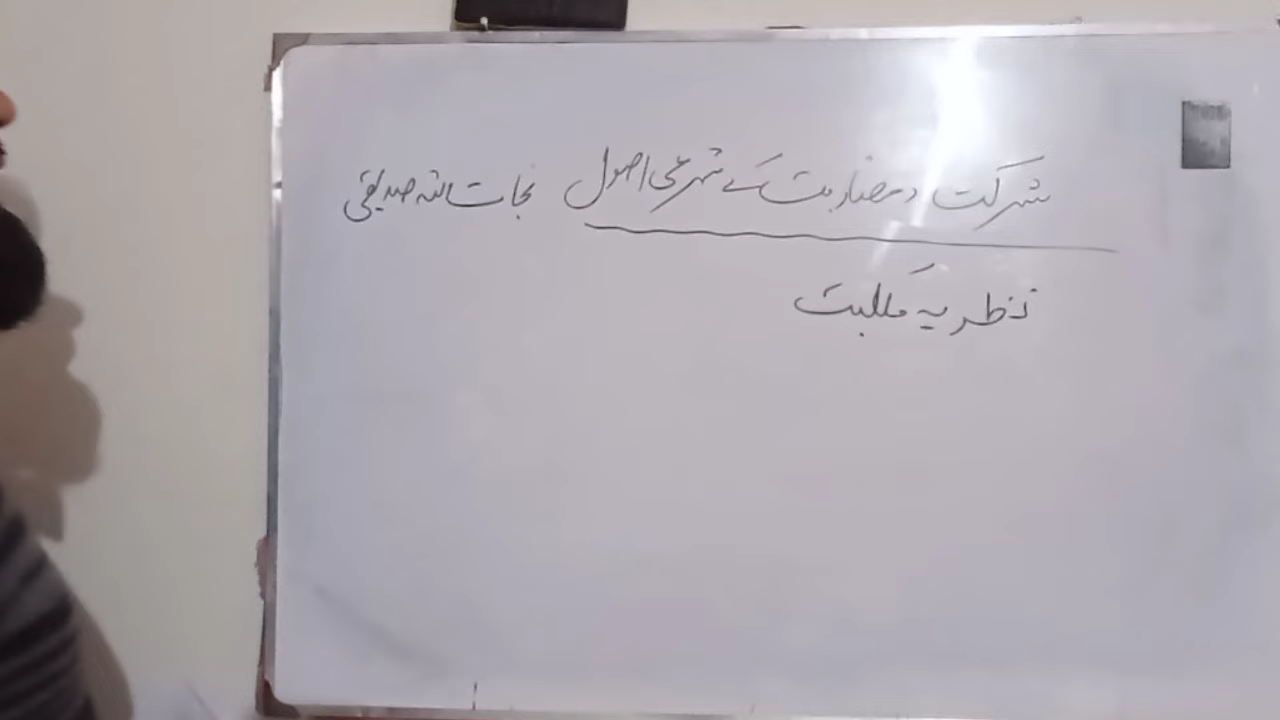 شرکت و مضاربت کے شرعی اصول نجات اللہ صدیقی
نظریہ ملکیت